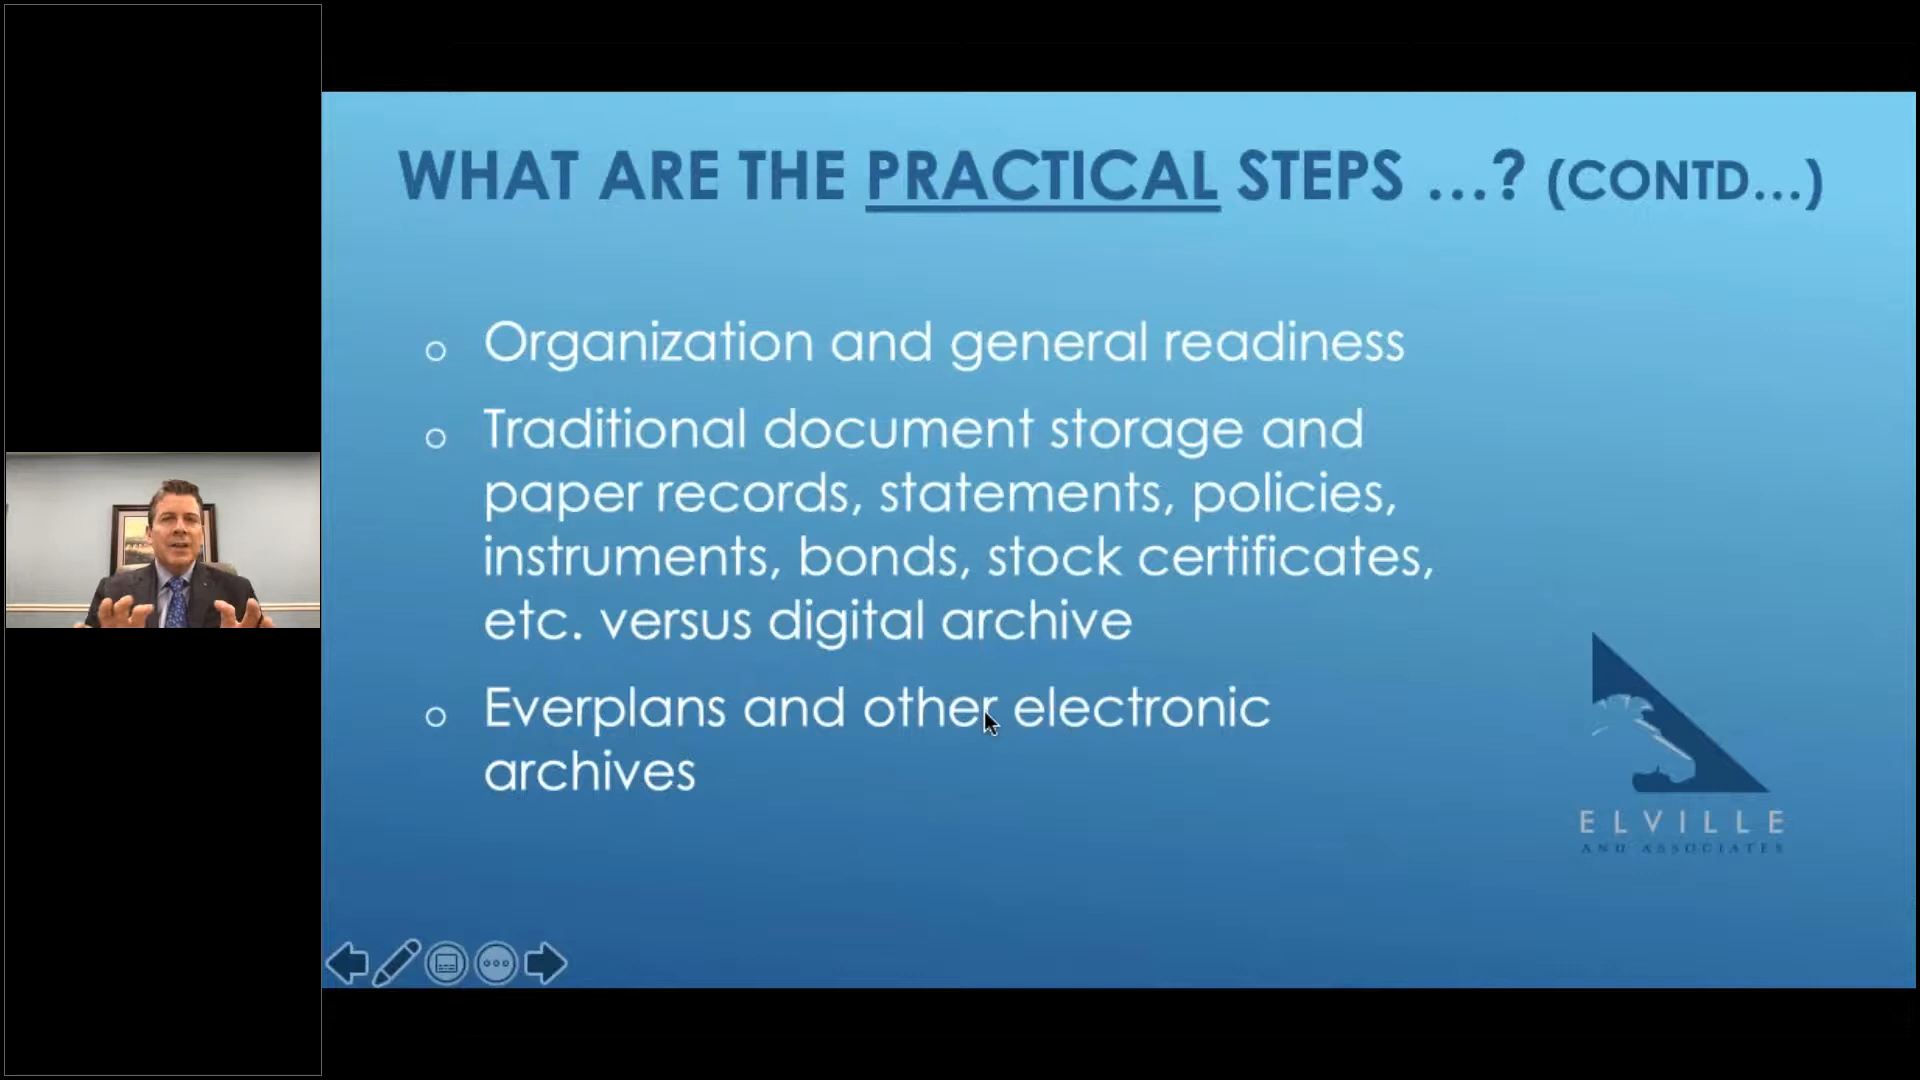 WHAT ARE THE PRACTICAL STEPS ...? (CONTD...)
o Organization and general readiness
o Traditional document storage and
paper records, statements, policies,
instruments, bonds, stock certificates,
etc. versus digital archive
o Everplans and other electronic
archives
ELVILLE
AND ASSOCIATES